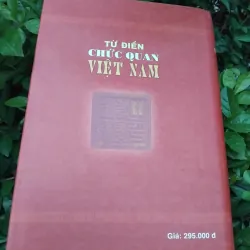 TỪ ĐIỂN
CHỨC QUAN
VIỆT NAM
Giá: 295.000 đ